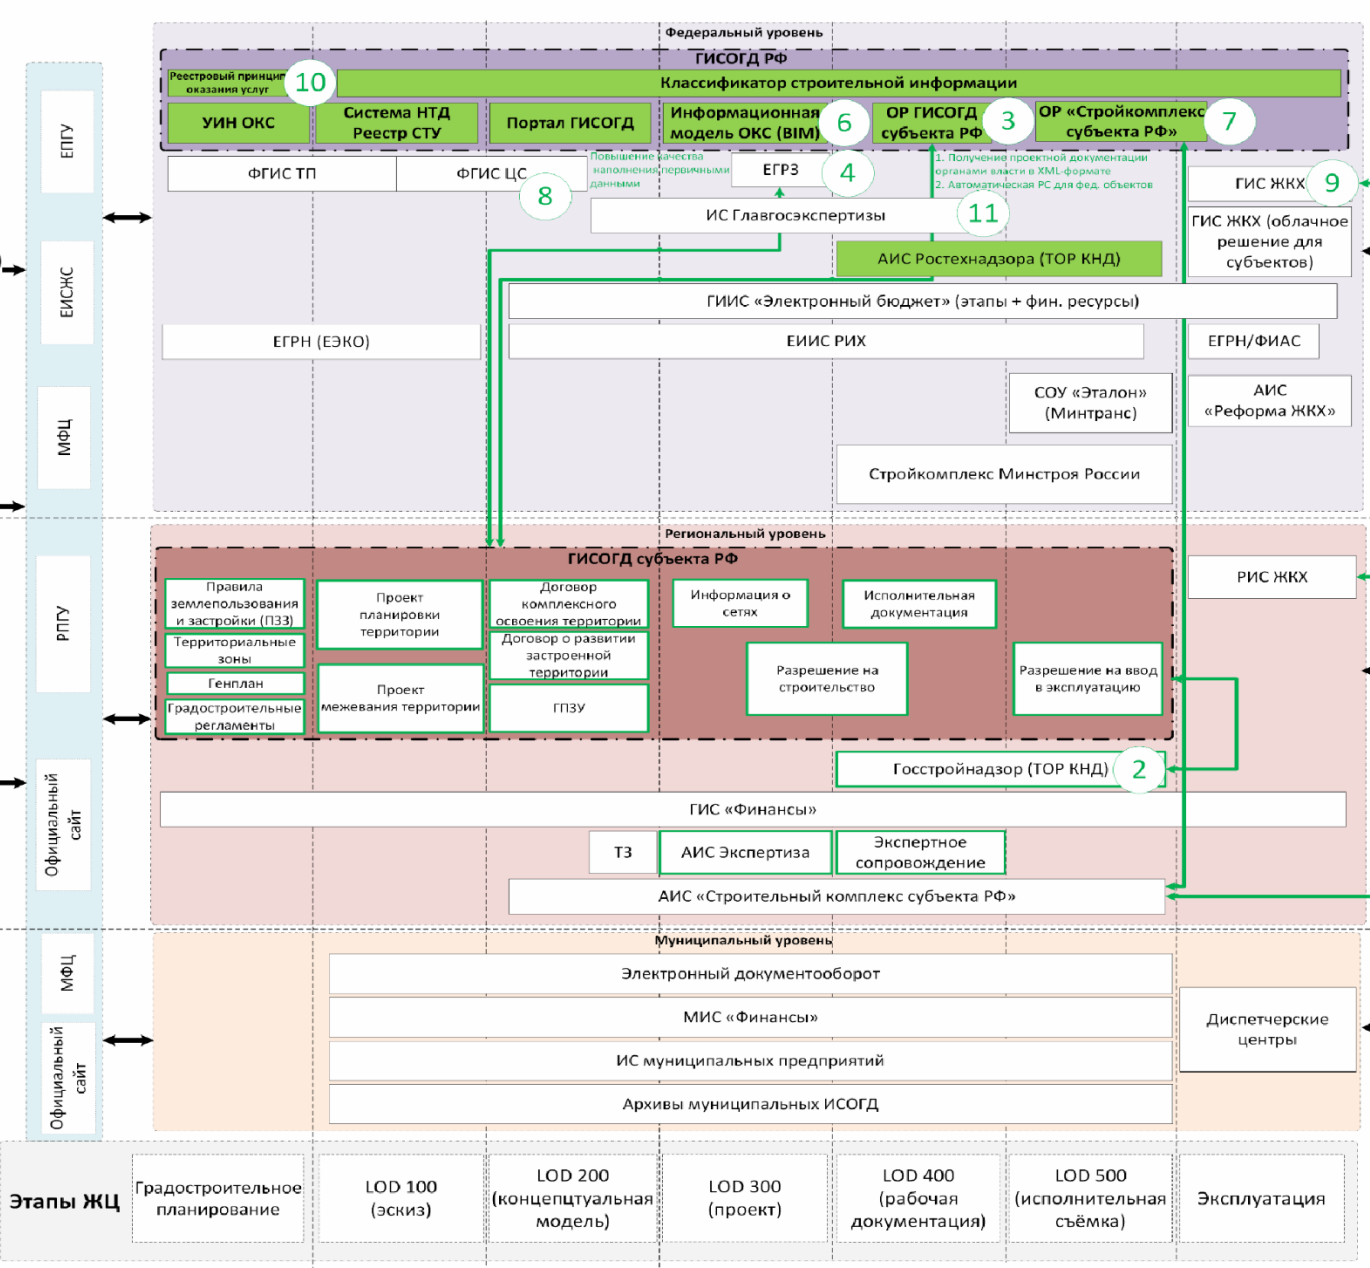 Федеральный уровень
ГИСОГД РФ
Реестровый принцип
оказания услуг
10
Классификатор строительной информации
УИН ОКС
Система НТД
Реестр СТУ
Портал ГИСОГД
Информационная
модель ОКС (BIM)
6
ОР ГИСОГД
субъекта РФ
3
ОР «Стройкомплекс
субъекта РФ»
7
ФГИС ТП
ФГИС ЦС
8
Повышение качества
наполнения первичными
данными
ЕГРЗ
4
1. Получение проектной документации
органами власти в XML-формате
2. Автоматическая РС для фед. объектов
ГИС ЖКХ
9
ИС Главгосэкспертизы
11
ГИС ЖКХ (облачное
решение для
субъектов)
АИС Ростехнадзора (ТОР КНД)
ГИИС «Электронный бюджет» (этапы + фин. ресурсы)
ЕГРН (ЕЭКО)
ЕИИС РИХ
ЕГРН/ФИАС
СОУ «Эталон»
(Минтранс)
АИС
«Реформа ЖКХ»
Стройкомплекс Минстроя России
ЕПГУ
ЕИСЖС
МФЦ
Региональный уровень
ГИСОГД субъекта РФ
Правила
землепользования
и застройки (ПЗЗ)
Территориальные
зоны
Генплан
Градостроительные
регламенты
Проект
планировки
территории
Проект
межевания территории
Договор
комплексного
освоения территории
Договор о развитии
застроенной
территории
ГПЗУ
Информация о
сетях
Исполнительная
документация
Разрешение на
строительство
Разрешение на ввод
в эксплуатацию
РИС ЖКХ
Госстройнадзор (ТОР КНД)
2
ГИС «Финансы»
ТЗ
АИС Экспертиза
Экспертное
сопровождение
АИС «Строительный комплекс субъекта РФ»
РПГУ
Официальный
сайт
Муниципальный уровень
Электронный документооборот
МИС «Финансы»
ИС муниципальных предприятий
Архивы муниципальных ИСОГД
Диспетчерские
центры
МФЦ
Официальный
сайт
Этапы ЖЦ
Градостроительное
планирование
LOD 100
(эскиз)
LOD 200
(концепцтуальная
модель)
LOD 300
(проект)
LOD 400
(рабочая
документация)
LOD 500
(исполнительная
съёмка)
Эксплуатация